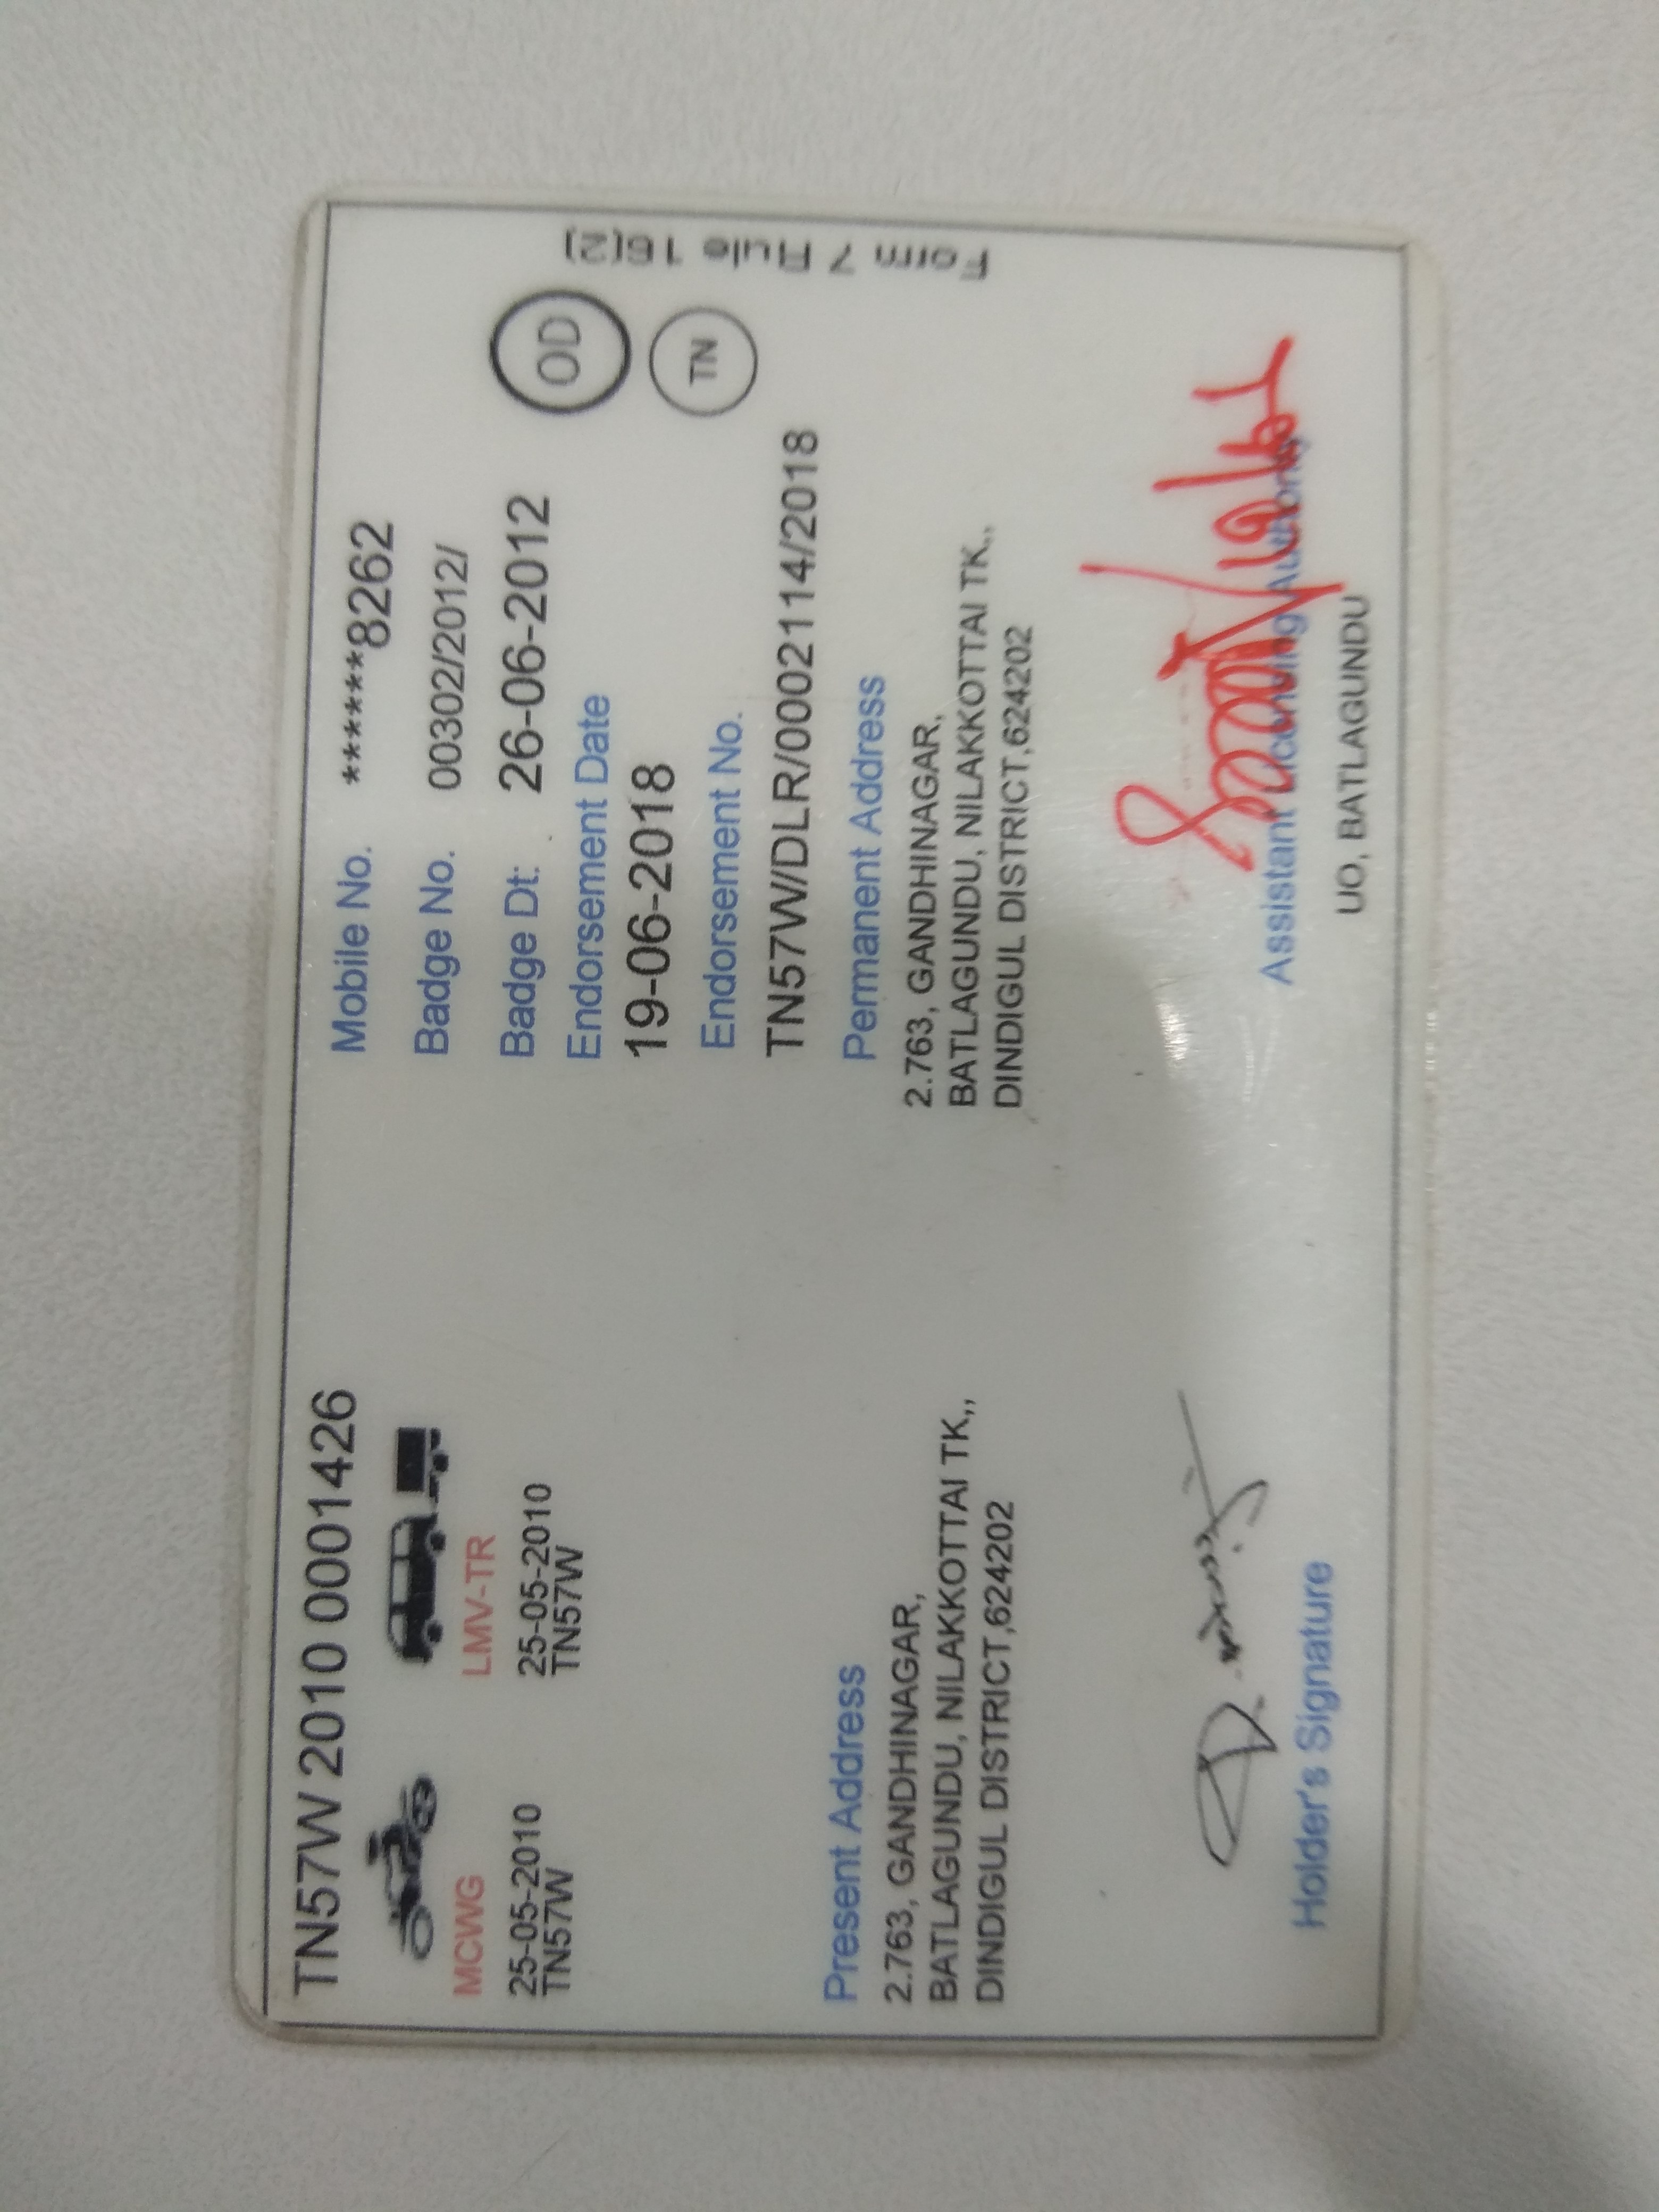 TN57W 2010 0001426
MCWG
25-05-2010
TN57W
LMV-TR
25-05-2010
TN57W
Present Address
2.763, GANDHINAGAR,
BATLAGUNDU, NILAKKOTTAI TK,,
DINDIGUL DISTRICT,624202
Holder's Signature
Mobile No. ******8262
Badge No. 00302/2012/
Badge Dt: 26-06-2012
Endorsement Date
19-06-2018
Endorsement No.
TN57W/DLR/0002114/2018
OD
TN
Form 7 Rule 16(2)
Permanent Address
2.763, GANDHINAGAR,
BATLAGUNDU, NILAKKOTTAI TK,,
DINDIGUL DISTRICT,624202
Assistant Licensing Authority
UO, BATLAGUNDU